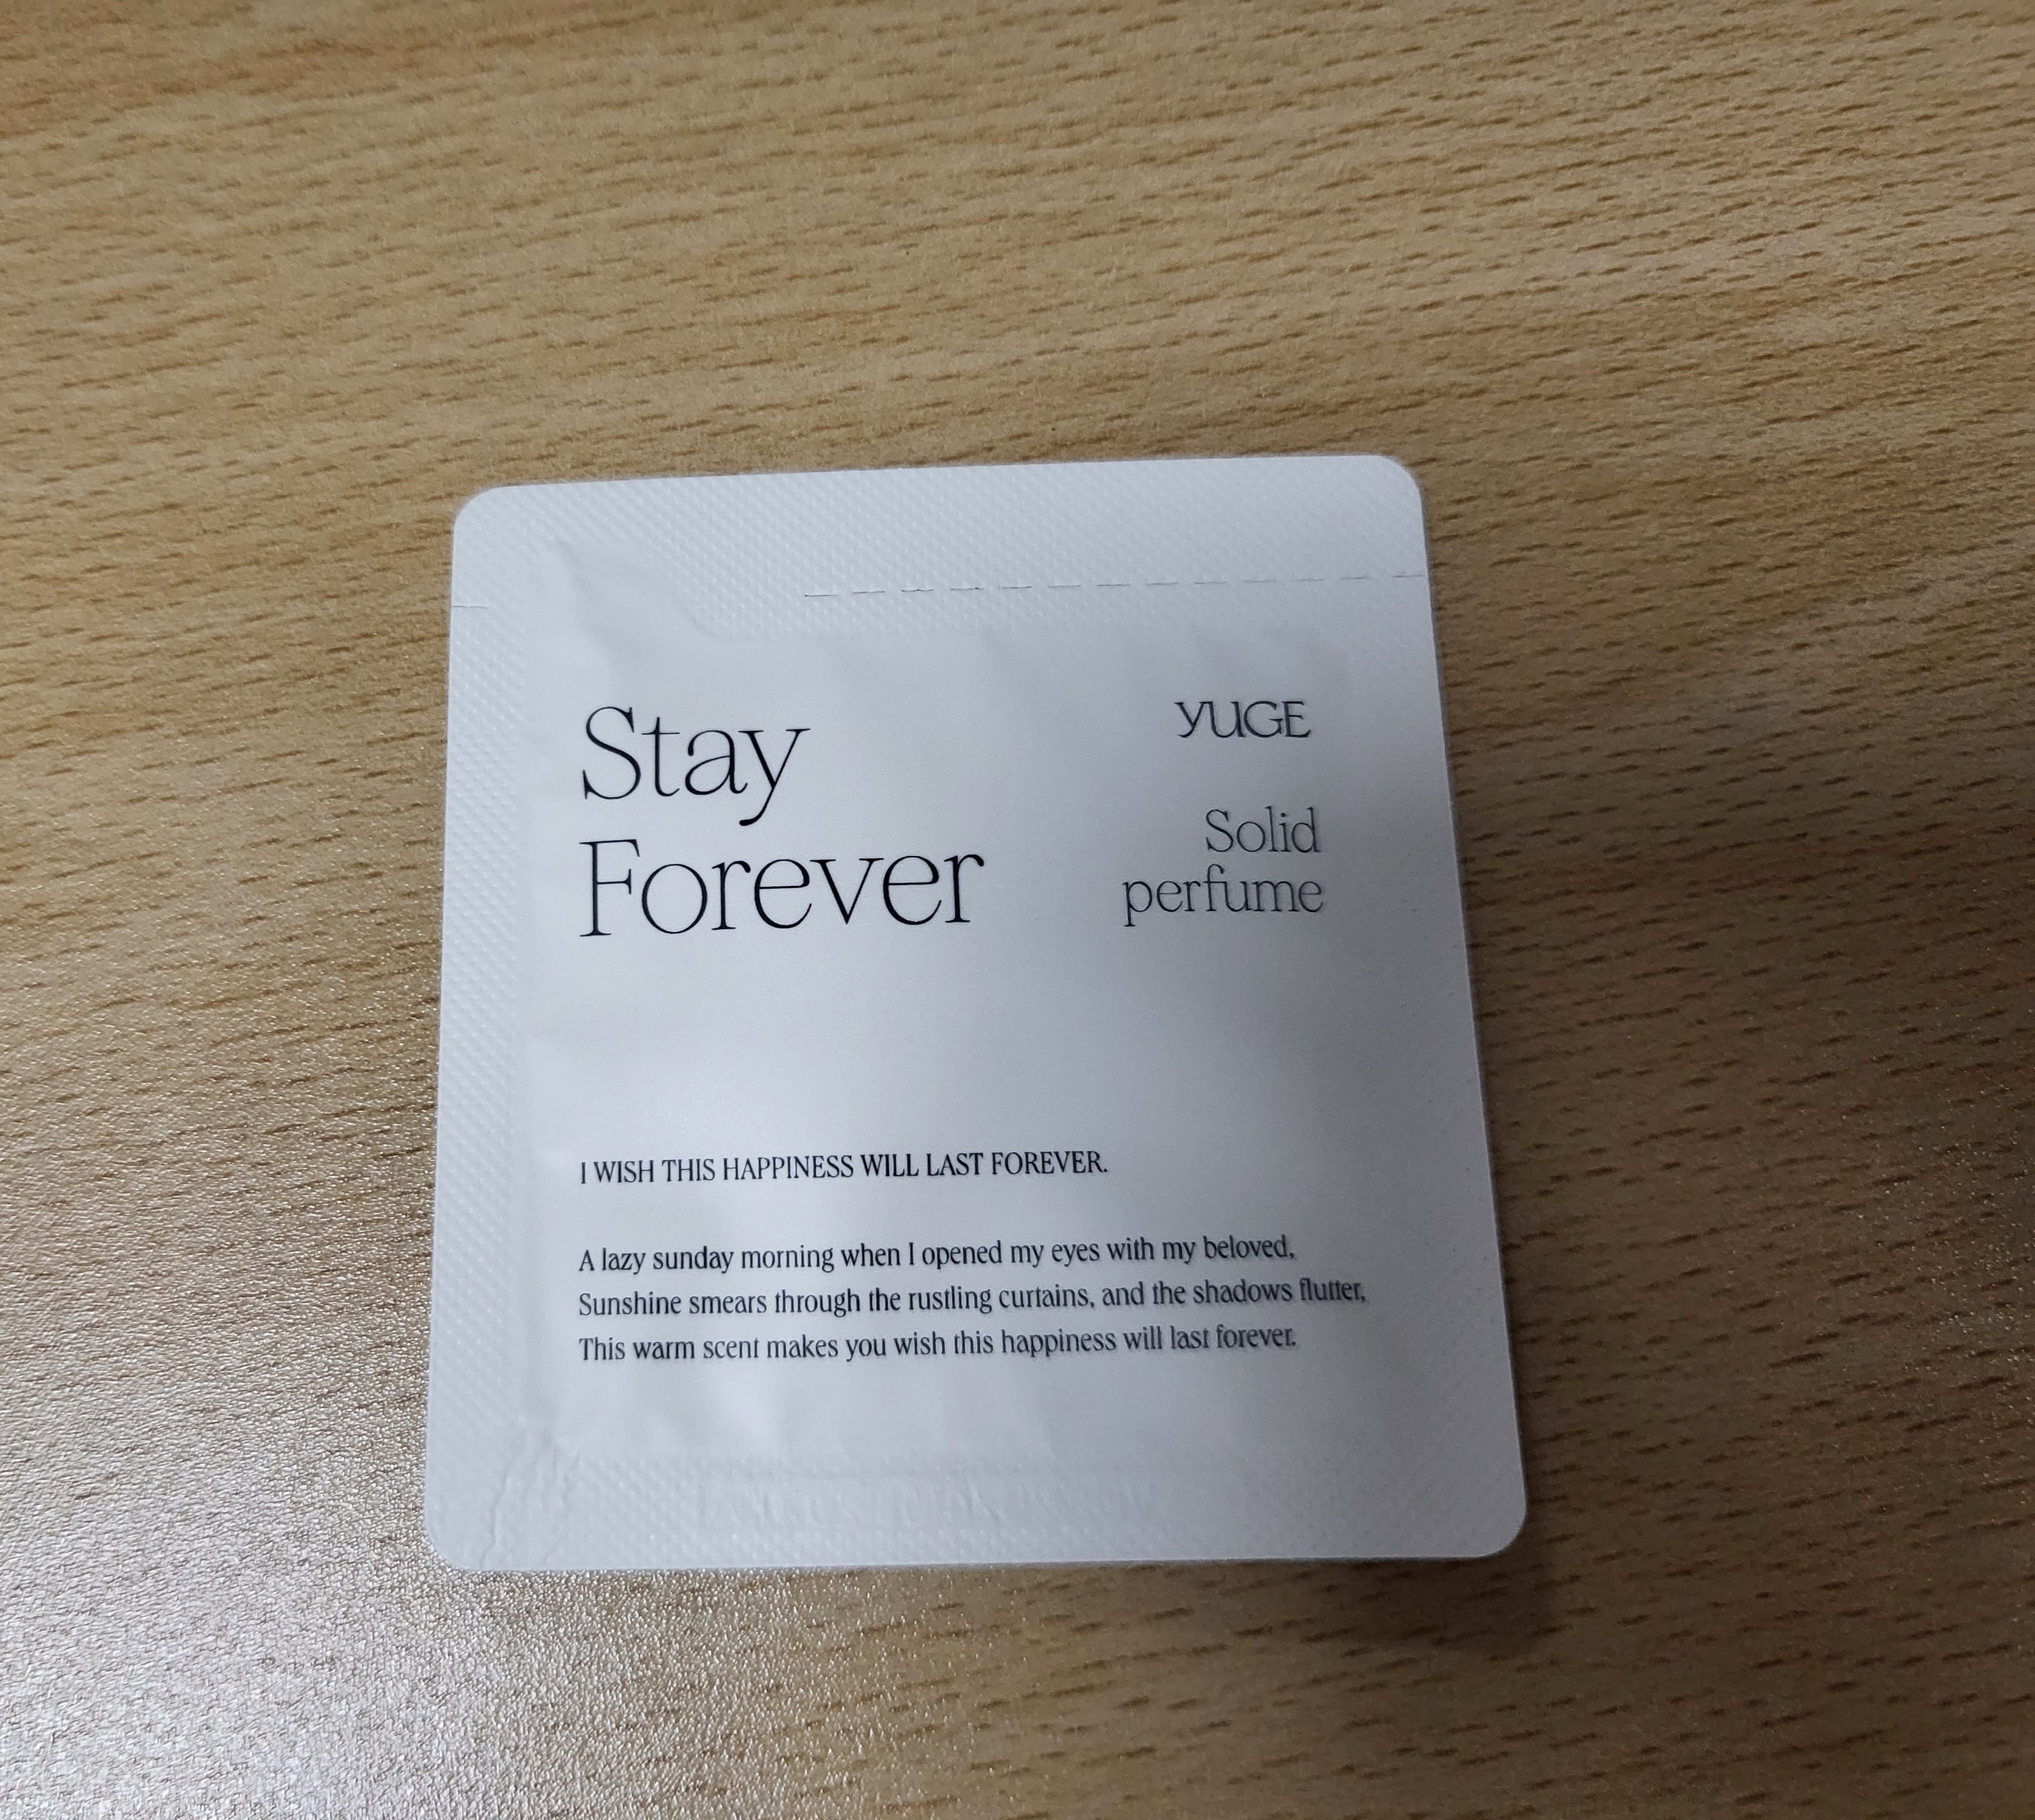 Stay
Forever
YUGE
Solid
perfume
I WISH THIS HAPPINESS WILL LAST FOREVER.
A lazy sunday morning when I opened my eyes with my beloved,
Sunshine smears through the rustling curtains, and the shadows flutter,
This warm scent makes you wish this happiness will last forever.